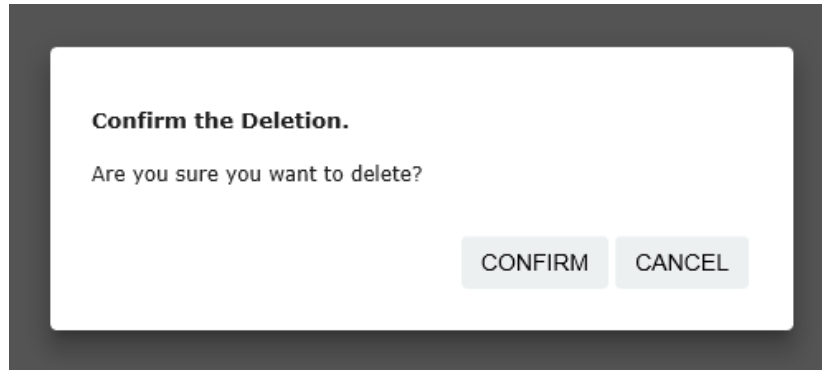 Confirm the Deletion.
Are you sure you want to delete?
CONFIRM CANCEL